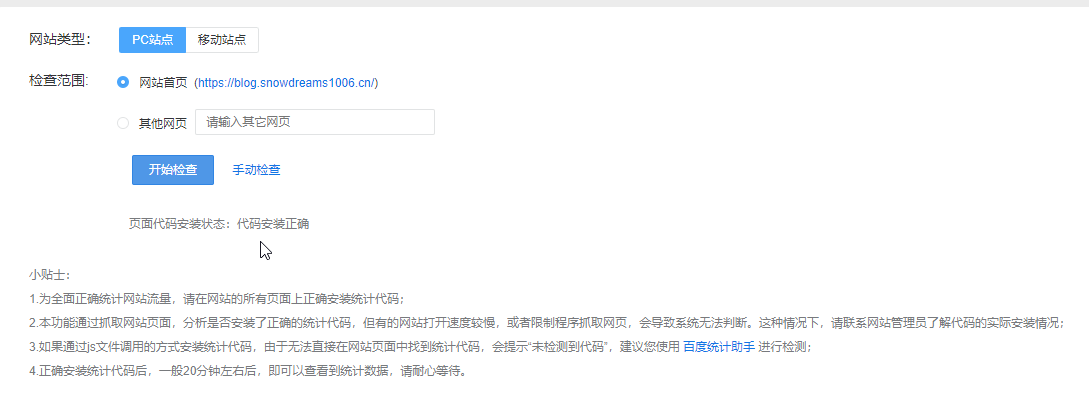 网站类型： PC站点 移动站点
检查范围: 网站首页 (https://blog.snowdreams1006.cn/)
其他网页 请输入其它网页
开始检查 手动检查
页面代码安装状态：代码安装正确
小贴士：
1.为全面正确统计网站流量，请在网站的所有页面上正确安装统计代码；
2.本功能通过抓取网站页面，分析是否安装了正确的统计代码，但有的网站打开速度较慢，或者限制程序抓取网页，会导致系统无法判断。这种情况下，请联系网站管理员了解代码的实际安装情况；
3.如果通过js文件调用的方式安装统计代码，由于无法直接在网站页面中找到统计代码，会提示“未检测到代码”，建议您使用 百度统计助手 进行检测；
4.正确安装统计代码后，一般20分钟左右后，即可以查看到统计数据，请耐心等待。